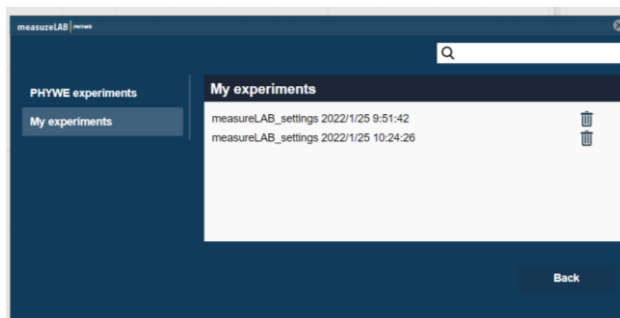 measureLAB PHYWE
PHYWE experiments
My experiments
My experiments
measureLAB_settings 2022/1/25 9:51:42
measureLAB_settings 2022/1/25 10:24:26
Back